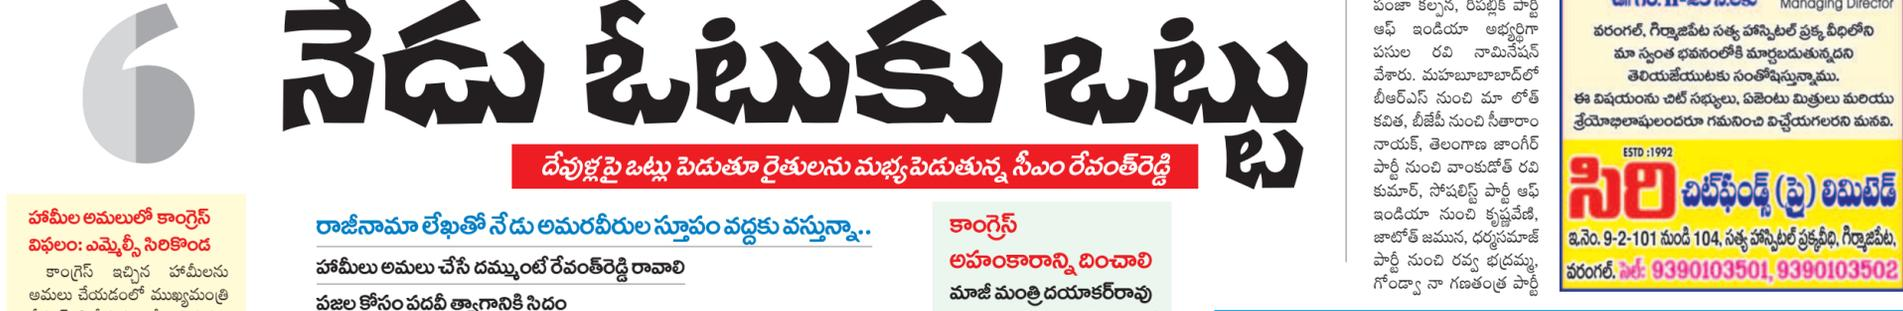 నేడు ఓటుకు ఒట్టు
దేవుళ్లపై ఒట్లు పెడుతూ రైతులను మభ్యపెడుతున్న సీఎం రేవంత్‌రెడ్డి
హామీల అమలులో కాంగ్రెస్
విఫలం: ఎమ్మెల్సీ సిరికొండ
కాంగ్రెస్ ఇచ్చిన హామీలను
అమలు చేయడంలో ముఖ్యమంత్రి
రాజీనామా లేఖతో నేడు అమరవీరుల స్తూపం వద్దకు వస్తున్నా..
హామీలు అమలు చేసే దమ్ముంటే రేవంత్‌రెడ్డి రావాలి
ప్రజల కోసం పదవీ త్యాగానికి సిద్ధం
కాంగ్రెస్
అహంకారాన్ని దించాలి
మాజీ మంత్రి దయాకర్‌రావు
పంజా కల్పన, రిపబ్లిక్ పార్టీ
ఆఫ్ ఇండియా అభ్యర్థిగా
పసుల రవి నామినేషన్
వేశారు. మహబూబాబాద్‌లో
బీఆర్ఎస్ నుంచి మా లోత్
కవిత, బీజేపీ నుంచి సీతారాం
నాయక్, తెలంగాణ జాంగీర్
పార్టీ నుంచి వాంకుడోత్ రవి
కుమార్, సోషలిస్ట్ పార్టీ ఆఫ్
ఇండియా నుంచి కృష్ణవేణి,
జాటోత్ జమున, ధర్మసమాజ్
పార్టీ నుంచి రవ్వ భద్రమ్మ,
గోండ్వా నా గణతంత్ర పార్టీ
Managing Director
వరంగల్, గిర్మాజిపేట సత్య హాస్పిటల్ ప్రక్క వీధిలోని
మా స్వంత భవనంలోకి మార్చబడుతున్నదని
తెలియజేయుటకు సంతోషిస్తున్నాము.
ఈ విషయంను చిట్ సభ్యులు, ఏజెంటు మిత్రులు మరియు
శ్రేయోభిలాషులందరూ గమనించి విచ్చేయగలరని మనవి.
ESTD :1992
సిరి చిట్‌ఫండ్స్ (ప్రై) లిమిటెడ్
ఇ.నెం. 9-2-101 నుండి 104, సత్య హాస్పిటల్ ప్రక్కవీధి, గిర్మాజిపేట,
వరంగల్. సెల్: 9390103501, 9390103502